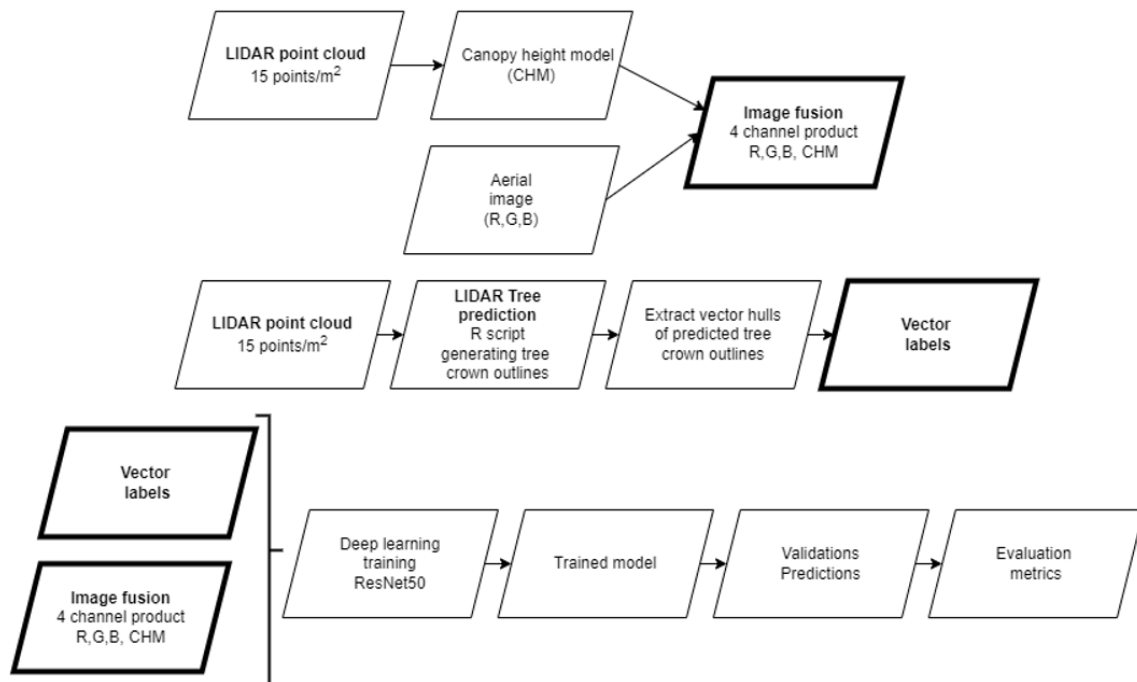 LIDAR point cloud
15 points/m²
Canopy height model
(CHM)
Image fusion
4 channel product
R,G,B, CHM
Aerial
image
(R,G,B)
LIDAR point cloud
15 points/m²
LIDAR Tree
prediction
R script
generating tree
crown outlines
Extract vector hulls
of predicted tree
crown outlines
Vector
labels
Vector
labels
Image fusion
4 channel product
R,G,B, CHM
Deep learning
training
ResNet50
Trained model
Validations
Predictions
Evaluation
metrics